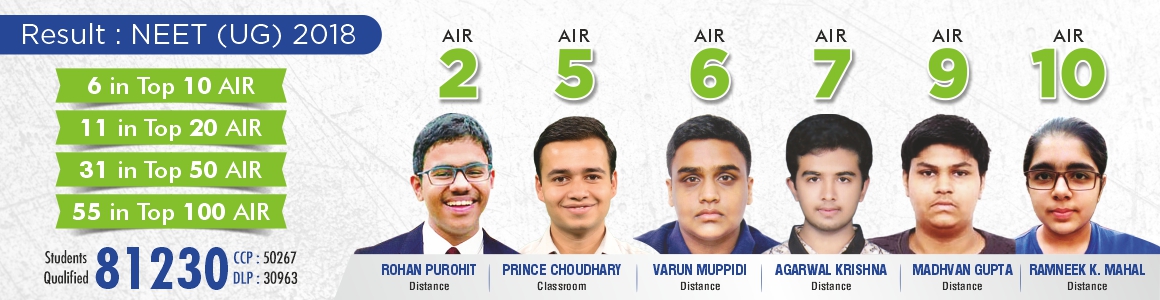 Result : NEET (UG) 2018
6 in Top 10 AIR
11 in Top 20 AIR
31 in Top 50 AIR
55 in Top 100 AIR
Students Qualified 81230
CCP : 50267
DLP : 30963
AIR 2
ROHAN PUROHIT
Distance
AIR 5
PRINCE CHOUDHARY
Classroom
AIR 6
VARUN MUPPIDI
Distance
AIR 7
AGARWAL KRISHNA
Distance
AIR 9
MADHVAN GUPTA
Distance
AIR 10
RAMNEEK K. MAHAL
Distance